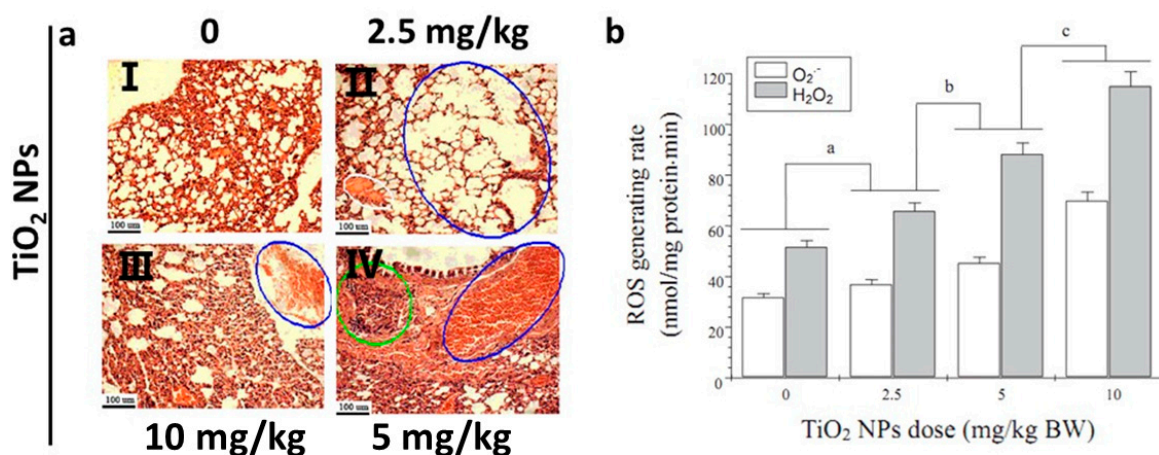 a
0
2.5 mg/kg
TiO₂ NPs
I
100 um
II
100 um
III
100 um
IV
100 um
10 mg/kg
5 mg/kg
b
O₂·⁻
H₂O₂
a
b
c
ROS generating rate
(nmol/mg protein·min)
120
100
80
60
40
20
0
0
2.5
5
10
TiO₂ NPs dose (mg/kg BW)